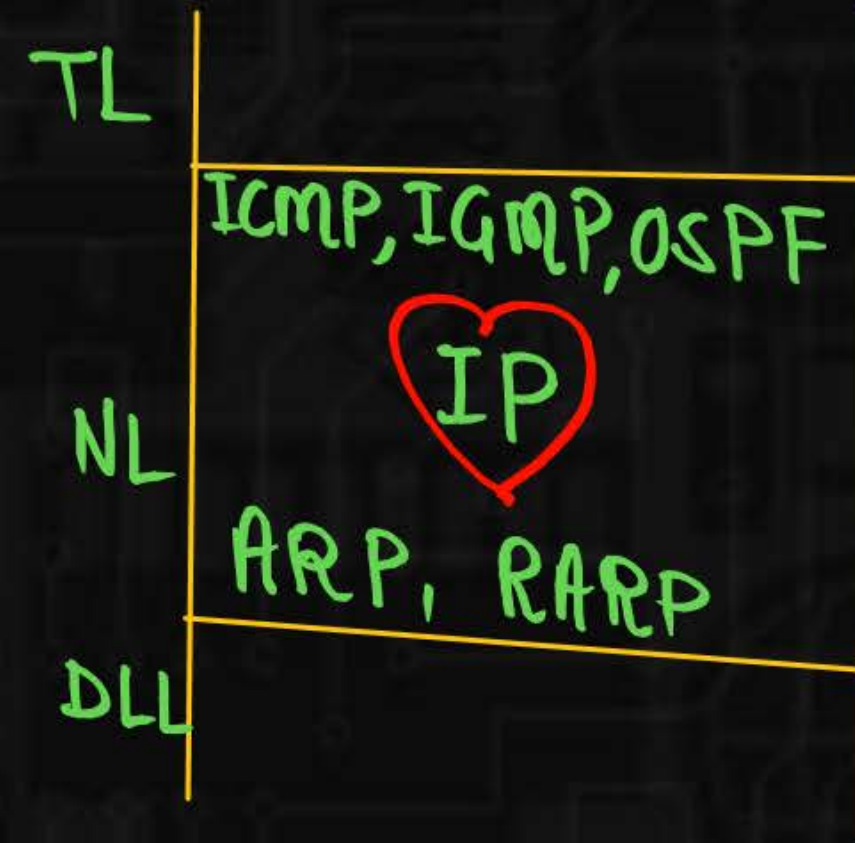 TL
ICMP, IGMP, OSPF
IP
NL
ARP, RARP
DLL